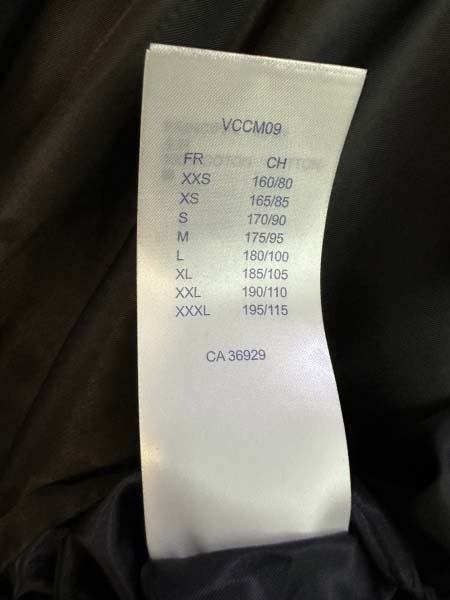 VCCM09
FR CH
XXS 160/80
XS 165/85
S 170/90
M 175/95
L 180/100
XL 185/105
XXL 190/110
XXXL 195/115
CA 36929